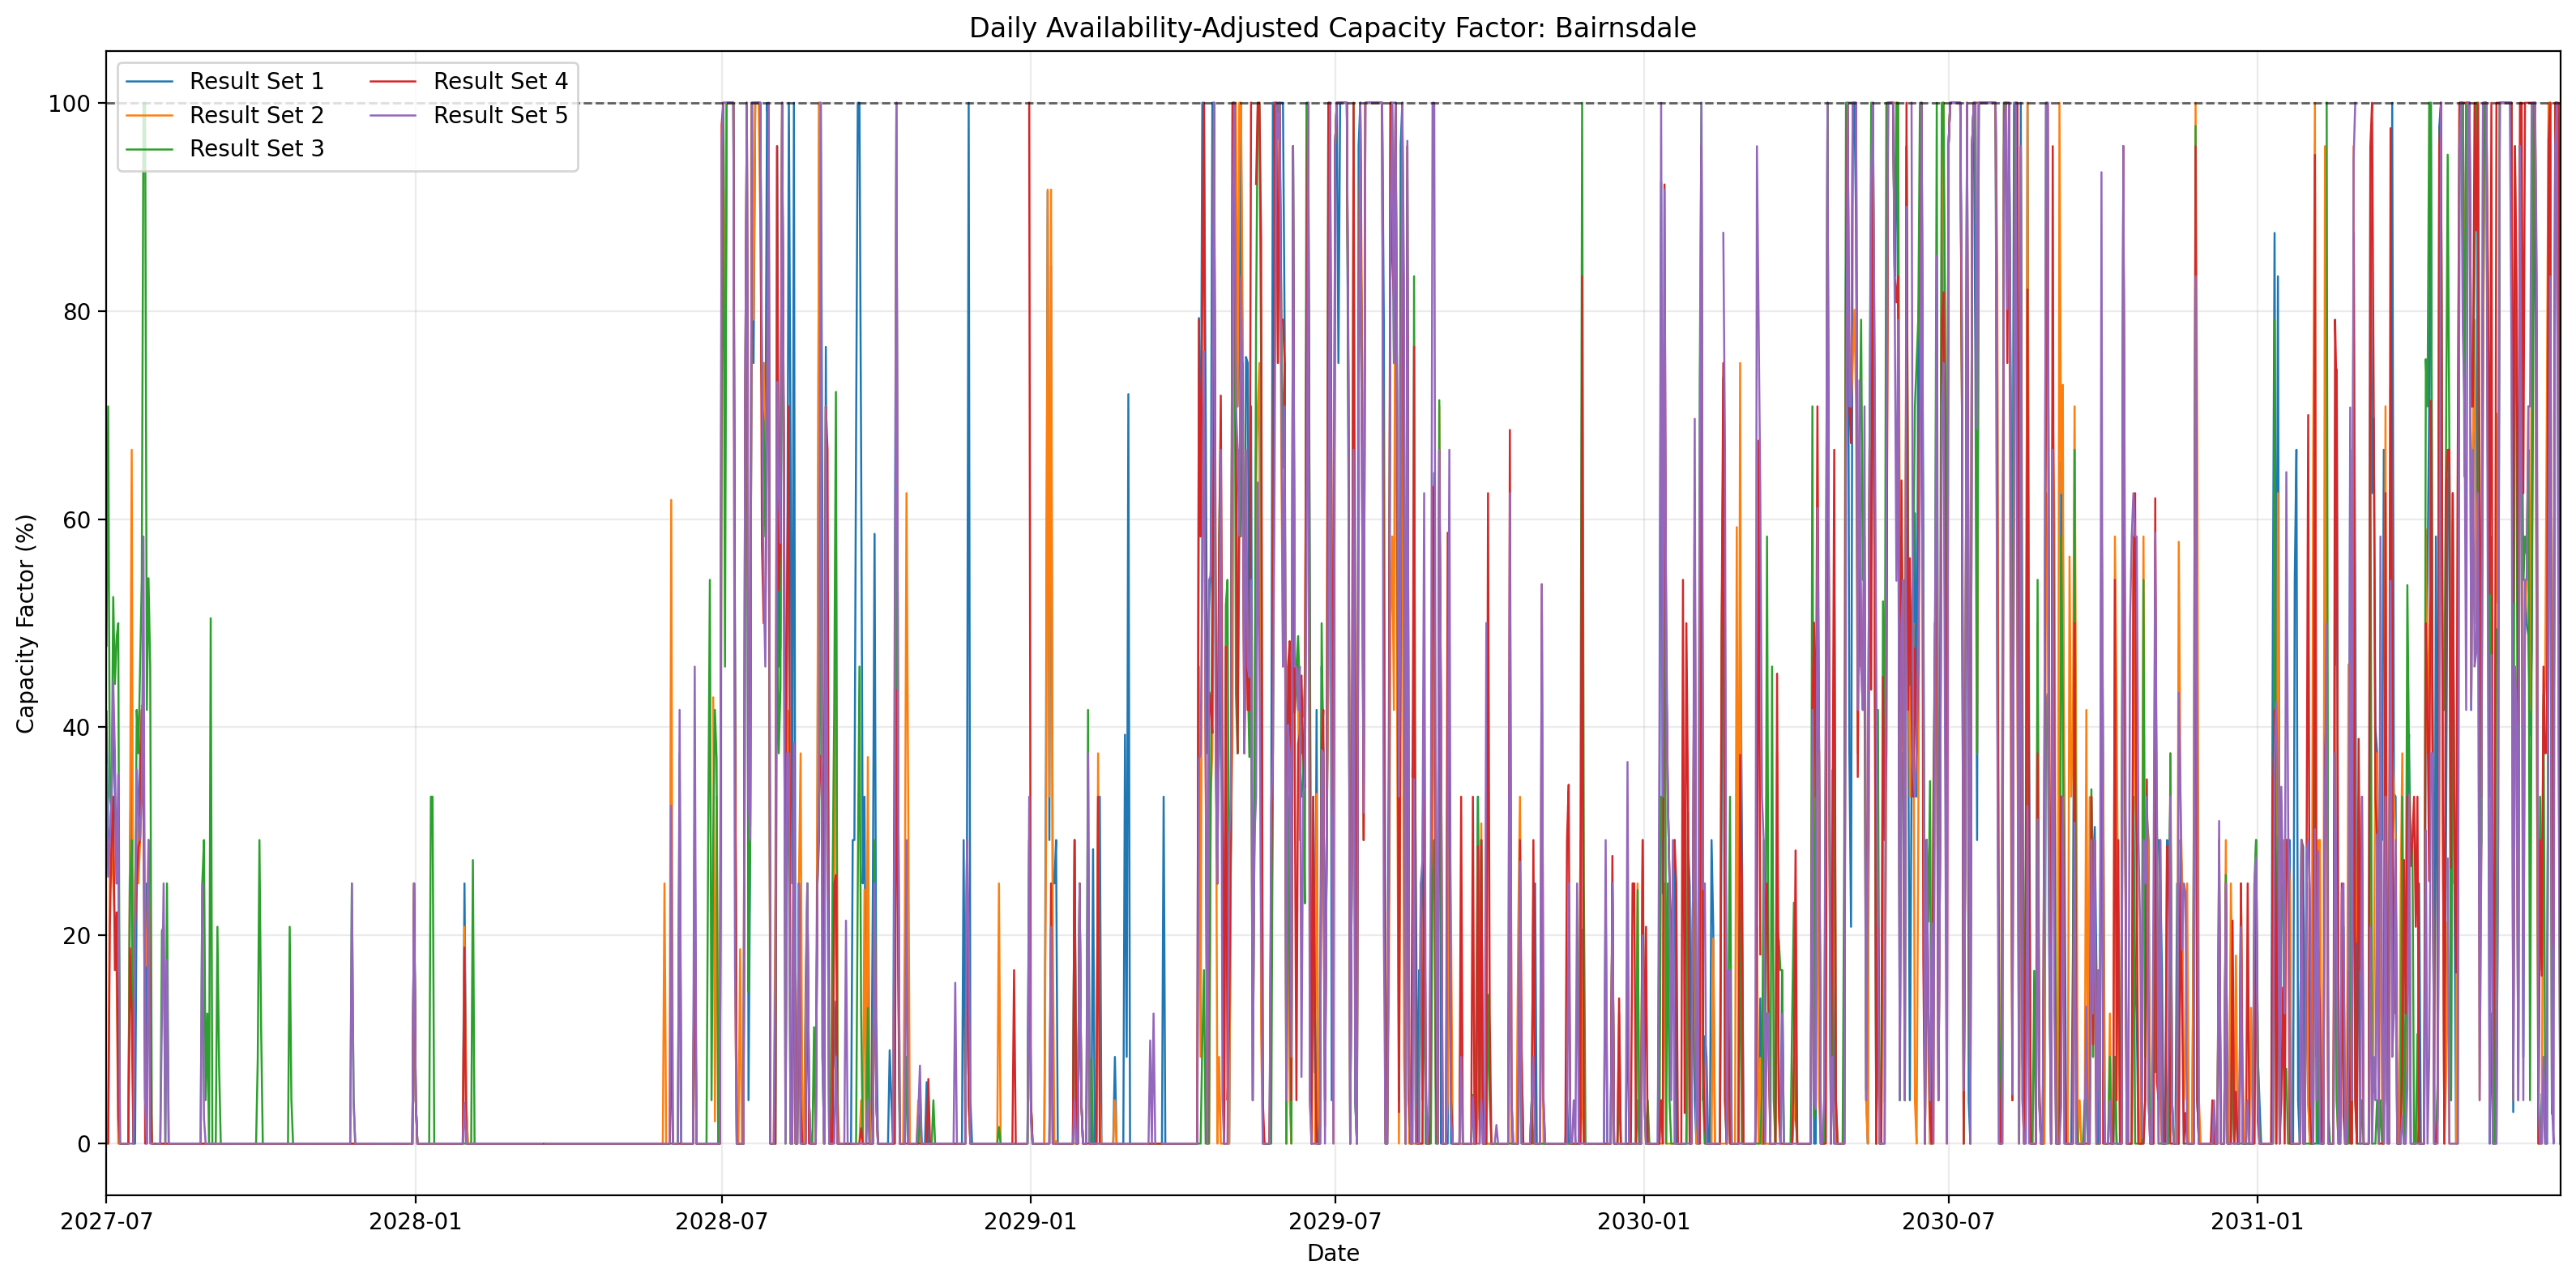 Daily Availability-Adjusted Capacity Factor: Bairnsdale
Result Set 1
Result Set 2
Result Set 3
Result Set 4
Result Set 5
100
80
60
40
20
0
Capacity Factor (%)
2027-07
2028-01
2028-07
2029-01
2029-07
2030-01
2030-07
2031-01
Date